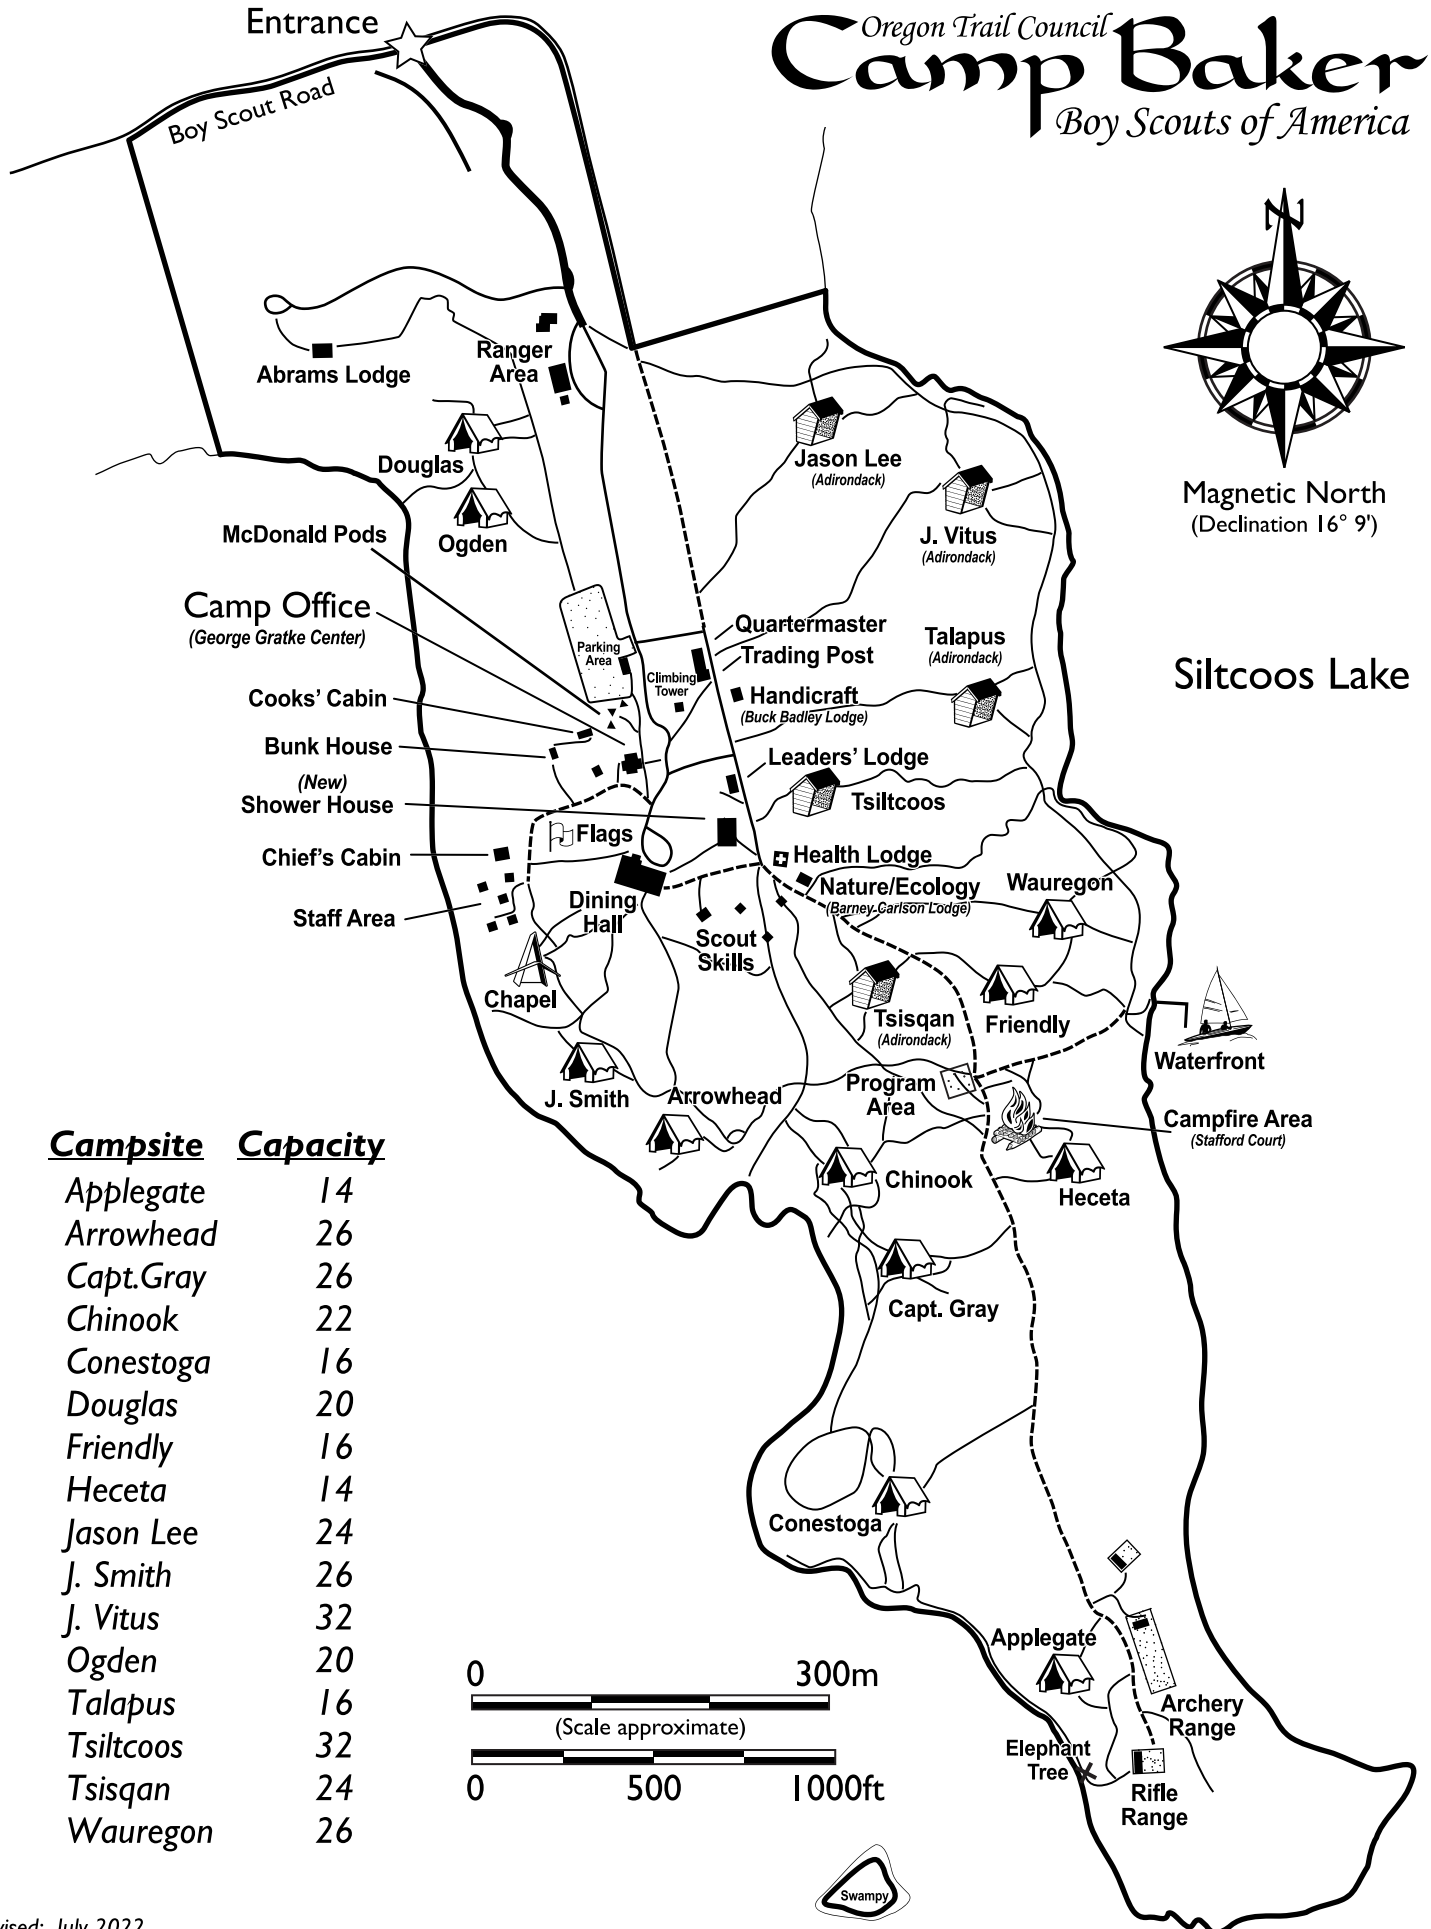 Entrance
Oregon Trail Council
Camp Baker
Boy Scouts of America
Boy Scout Road
N
Magnetic North
(Declination 16° 9')
Siltcoos Lake
Abrams Lodge
Ranger
Area
Jason Lee
(Adirondack)
Douglas
Ogden
J. Vitus
(Adirondack)
McDonald Pods
Camp Office
(George Gratke Center)
Parking
Area
Quartermaster
Trading Post
Talapus
(Adirondack)
Climbing
Tower
Cooks' Cabin
Handicraft
(Buck Badley Lodge)
Bunk House
Leaders' Lodge
(New)
Shower House
Tsiltcoos
Flags
Chief's Cabin
Health Lodge
Nature/Ecology
(Barney Carlson Lodge)
Wauregon
Staff Area
Dining
Hall
Scout
Skills
Chapel
Tsisqan
(Adirondack)
Friendly
Waterfront
J. Smith
Arrowhead
Program
Area
Campfire Area
(Stafford Court)
Chinook
Heceta
Capt. Gray
Conestoga
Applegate
Archery
Range
Elephant
Tree
Rifle
Range
Swampy
Campsite Capacity
Applegate 14
Arrowhead 26
Capt.Gray 26
Chinook 22
Conestoga 16
Douglas 20
Friendly 16
Heceta 14
Jason Lee 24
J. Smith 26
J. Vitus 32
Ogden 20
Talapus 16
Tsiltcoos 32
Tsisqan 24
Wauregon 26
0 300m
(Scale approximate)
0 500 1000ft
vised: July 2022